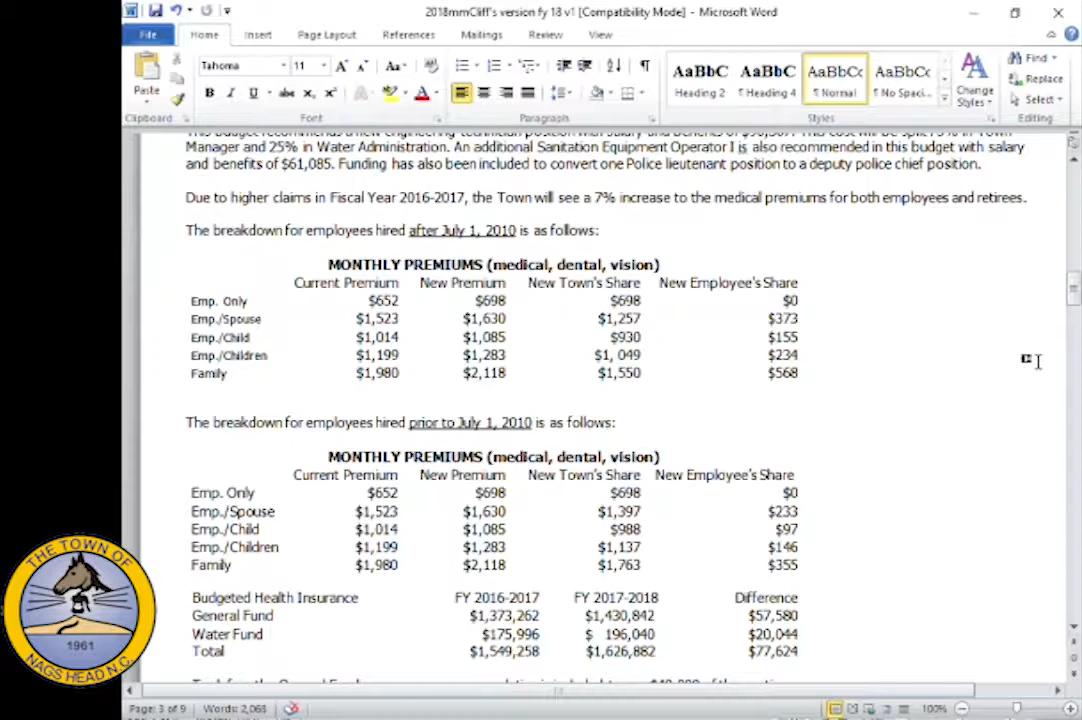 2018mmCliff's version fy 18 v1 [Compatibility Mode] - Microsoft Word
File Home Insert Page Layout References Mailings Review View
Tahoma 11
Paste
Clipboard
Font
Paragraph
AaBbC AaBbC AaBbCc AaBbCc
Heading 2 ¶ Heading 4 ¶ Normal ¶ No Spaci...
Change Styles
Styles
Find
Replace
Select
Editing
Manager and 25% in Water Administration. An additional Sanitation Equipment Operator I is also recommended in this budget with salary
and benefits of $61,085. Funding has also been included to convert one Police lieutenant position to a deputy police chief position.
Due to higher claims in Fiscal Year 2016-2017, the Town will see a 7% increase to the medical premiums for both employees and retirees.
The breakdown for employees hired after July 1, 2010 is as follows:
MONTHLY PREMIUMS (medical, dental, vision)
Current Premium New Premium New Town's Share New Employee's Share
Emp. Only $652 $698 $698 $0
Emp./Spouse $1,523 $1,630 $1,257 $373
Emp./Child $1,014 $1,085 $930 $155
Emp./Children $1,199 $1,283 $1, 049 $234
Family $1,980 $2,118 $1,550 $568
The breakdown for employees hired prior to July 1, 2010 is as follows:
MONTHLY PREMIUMS (medical, dental, vision)
Current Premium New Premium New Town's Share New Employee's Share
Emp. Only $652 $698 $698 $0
Emp./Spouse $1,523 $1,630 $1,397 $233
Emp./Child $1,014 $1,085 $988 $97
Emp./Children $1,199 $1,283 $1,137 $146
Family $1,980 $2,118 $1,763 $355
Budgeted Health Insurance FY 2016-2017 FY 2017-2018 Difference
General Fund $1,373,262 $1,430,842 $57,580
Water Fund $175,996 $ 196,040 $20,044
Total $1,549,258 $1,626,882 $77,624
Page: 3 of 9 Words: 2,063 100%
THE TOWN OF
1961
NAGS HEAD N.C.